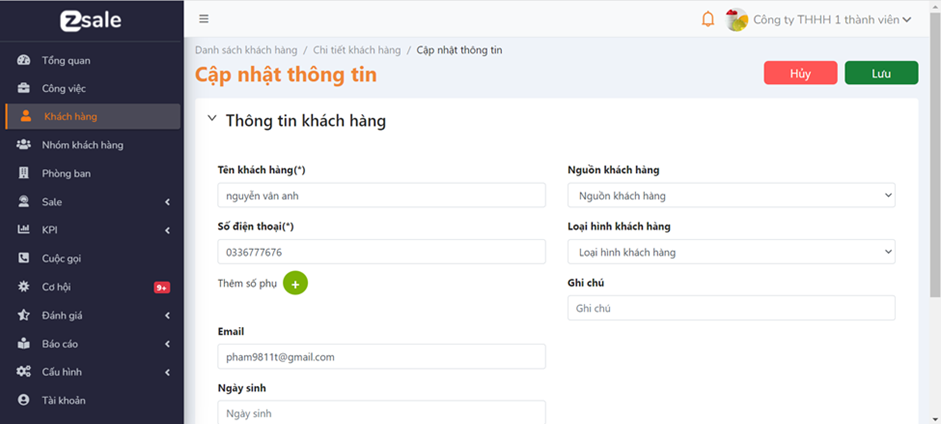 zsale
Công ty THHH 1 thành viên
Tổng quan
Công việc
Khách hàng
Nhóm khách hàng
Phòng ban
Sale
KPI
Cuộc gọi
Cơ hội 9+
Đánh giá
Báo cáo
Cấu hình
Tài khoản
Danh sách khách hàng / Chi tiết khách hàng / Cập nhật thông tin
Cập nhật thông tin
Hủy Lưu
Thông tin khách hàng
Tên khách hàng(*)
nguyễn vân anh
Số điện thoại(*)
0336777676
Thêm số phụ +
Email
pham9811t@gmail.com
Ngày sinh
Ngày sinh
Nguồn khách hàng
Nguồn khách hàng
Loại hình khách hàng
Loại hình khách hàng
Ghi chú
Ghi chú